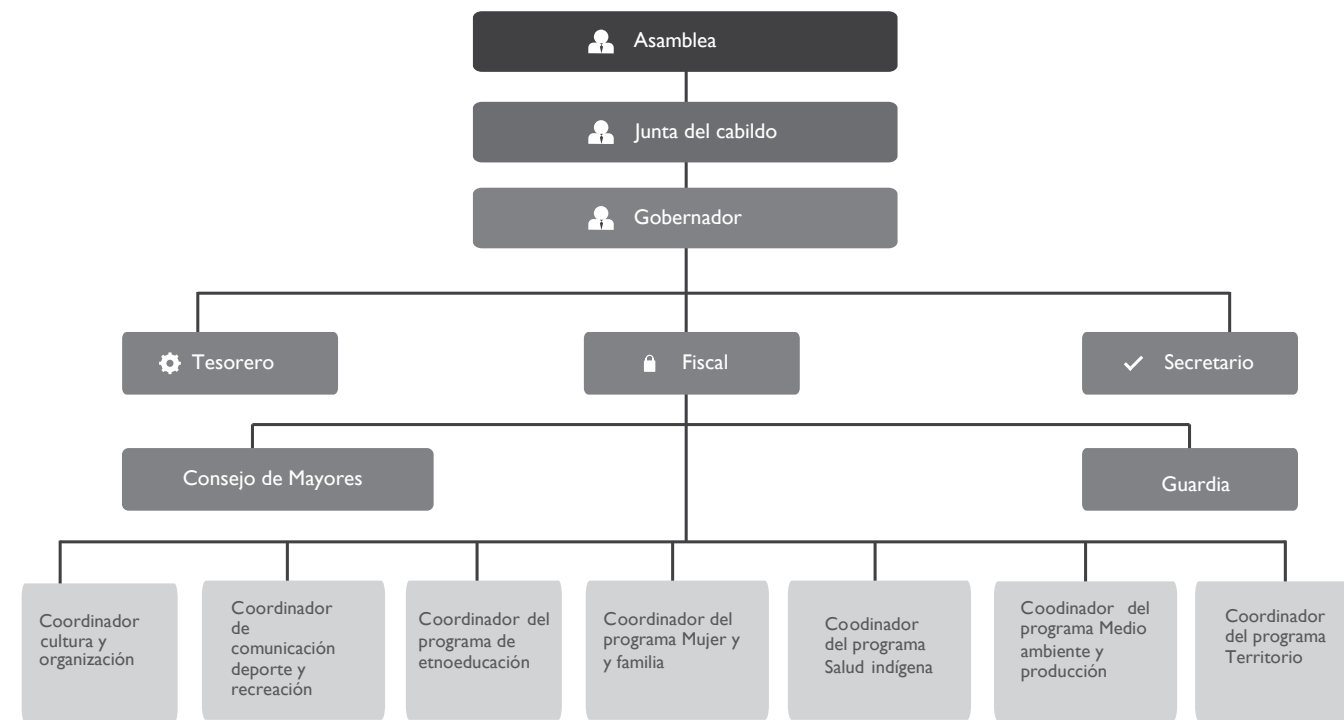 Asamblea
Junta del cabildo
Gobernador
Tesorero
Fiscal
Secretario
Consejo de Mayores
Guardia
Coordinador
cultura y
organización
Coordinador
de
comunicación
deporte y
recreación
Coordinador del
programa de
etnoeducación
Coordinador del
programa Mujer y
y familia
Coodinador
del programa
Salud indígena
Coodinador del
programa Medio
ambiente y
producción
Coordinador
del programa
Territorio